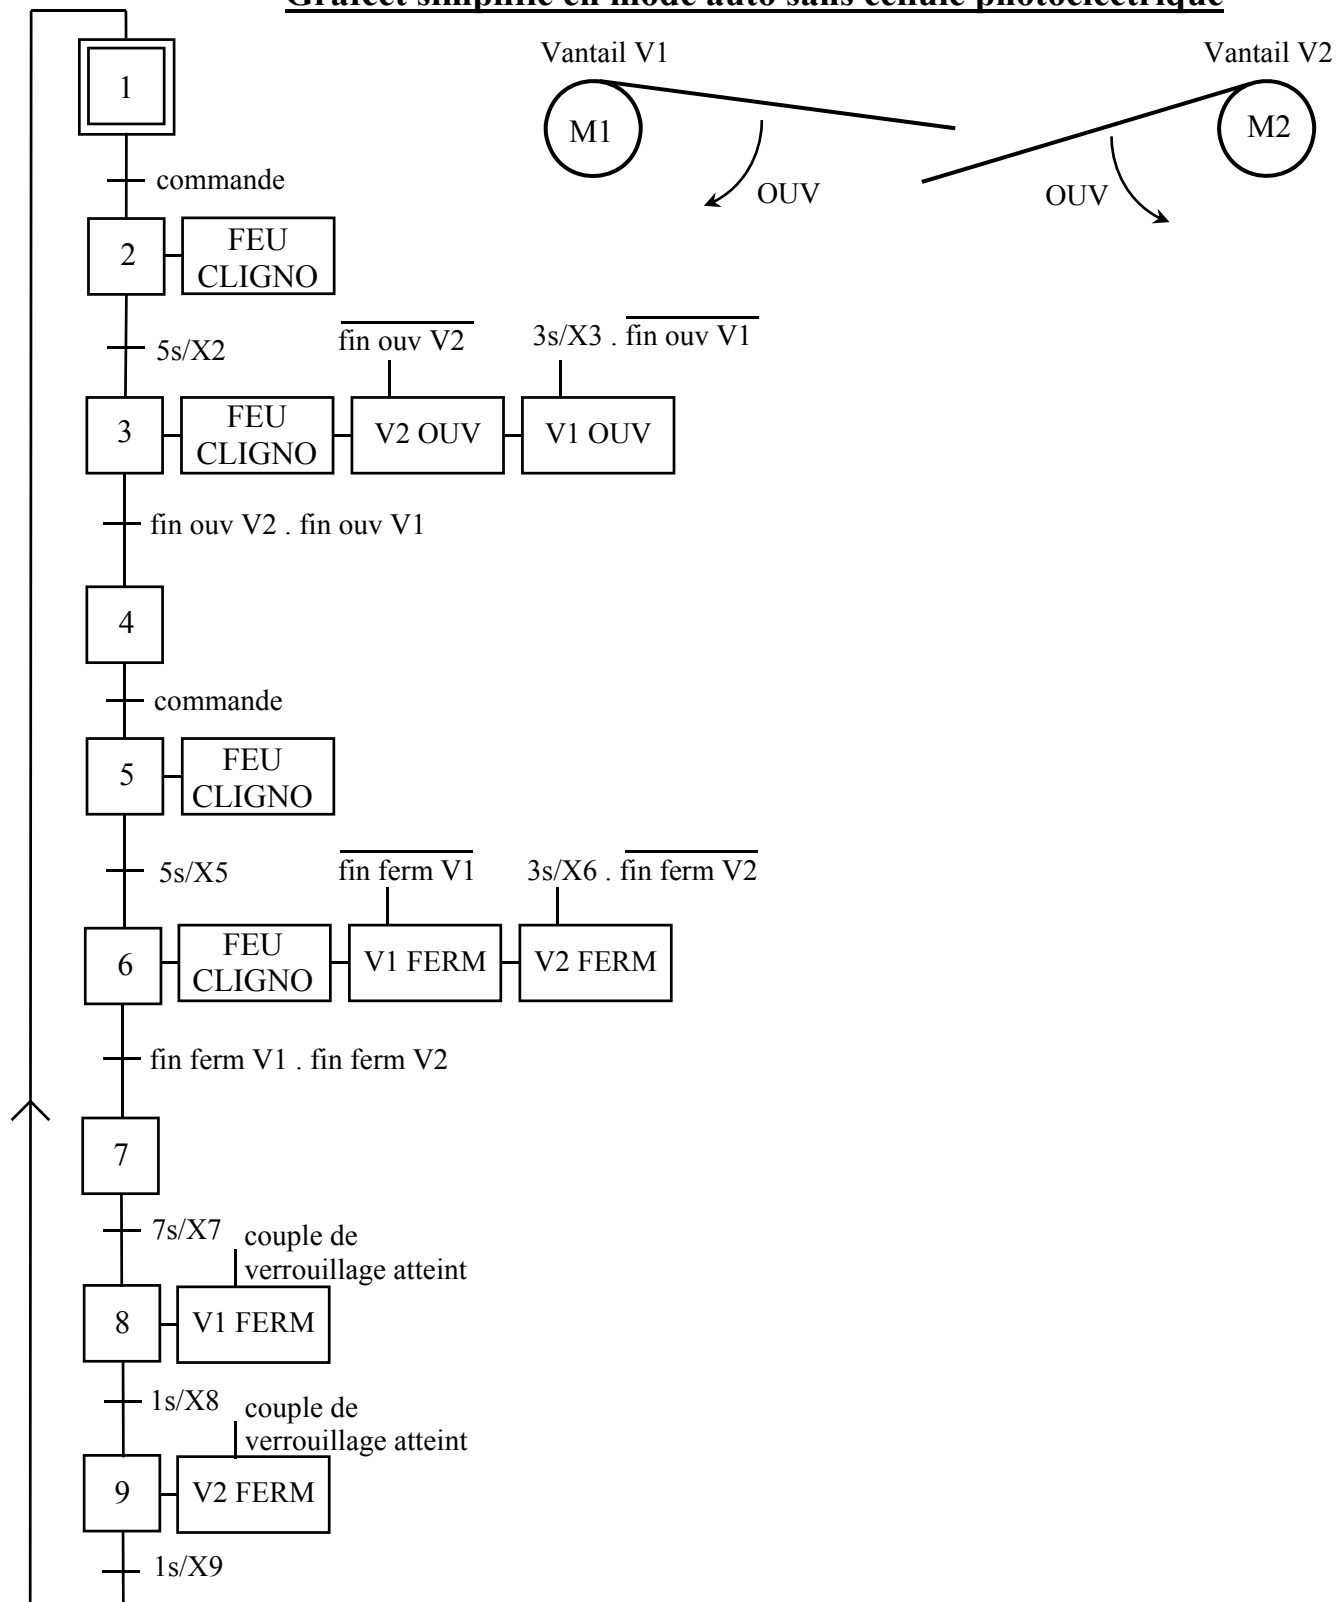 Grafcet simplifié en mode auto sans cellule photoélectrique
Vantail V1
Vantail V2
1
M1
M2
OUV
OUV
commande
2
FEU
CLIGNO
5s/X2
fin ouv V2
3s/X3 . fin ouv V1
3
FEU
CLIGNO
V2 OUV
V1 OUV
fin ouv V2 . fin ouv V1
4
commande
5
FEU
CLIGNO
5s/X5
fin ferm V1
3s/X6 . fin ferm V2
6
FEU
CLIGNO
V1 FERM
V2 FERM
fin ferm V1 . fin ferm V2
7
7s/X7
couple de
verrouillage atteint
8
V1 FERM
1s/X8
couple de
verrouillage atteint
9
V2 FERM
1s/X9